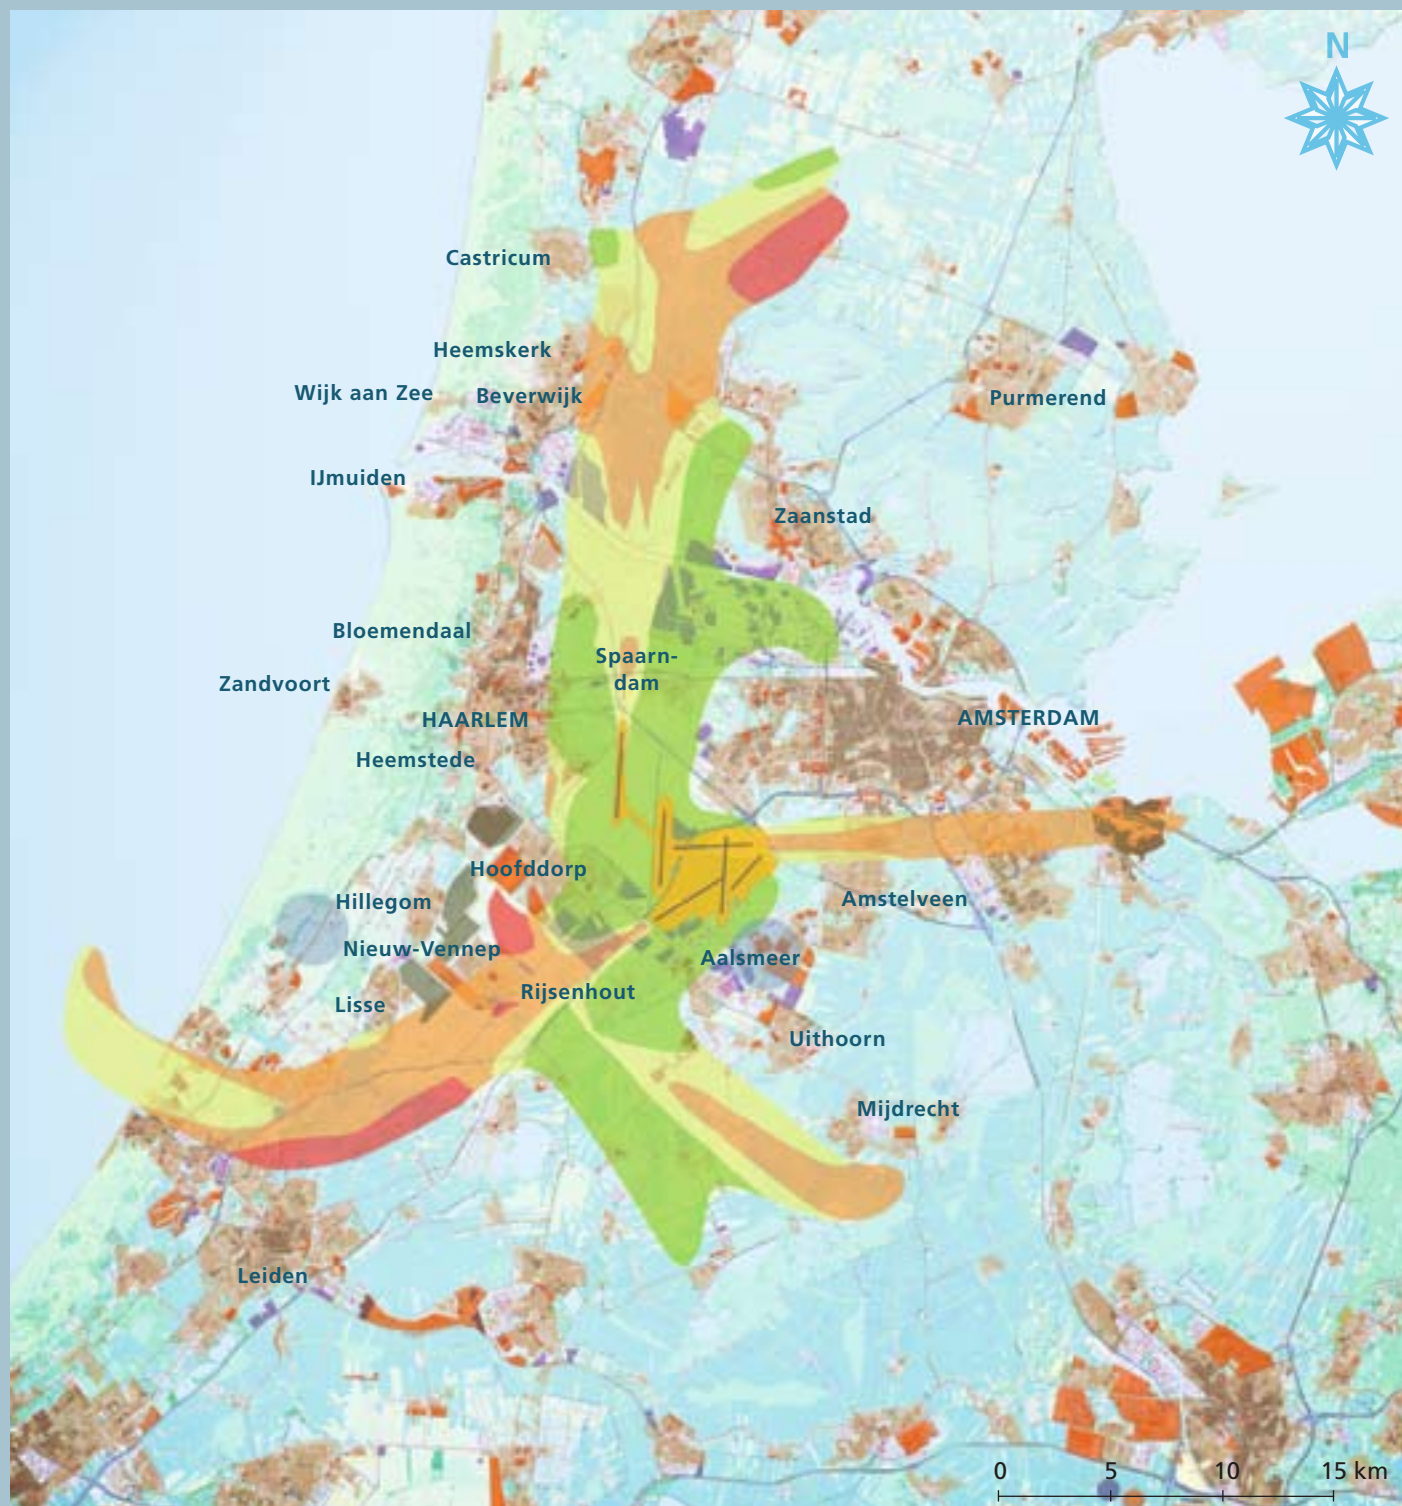 N
Castricum
Heemskerk
Wijk aan Zee
Beverwijk
Purmerend
IJmuiden
Zaanstad
Bloemendaal
Spaarn-
dam
Zandvoort
HAARLEM
AMSTERDAM
Heemstede
Hoofddorp
Hillegom
Amstelveen
Nieuw-Vennep
Aalsmeer
Lisse
Rijsenhout
Uithoorn
Mijdrecht
Leiden
0 5 10 15 km